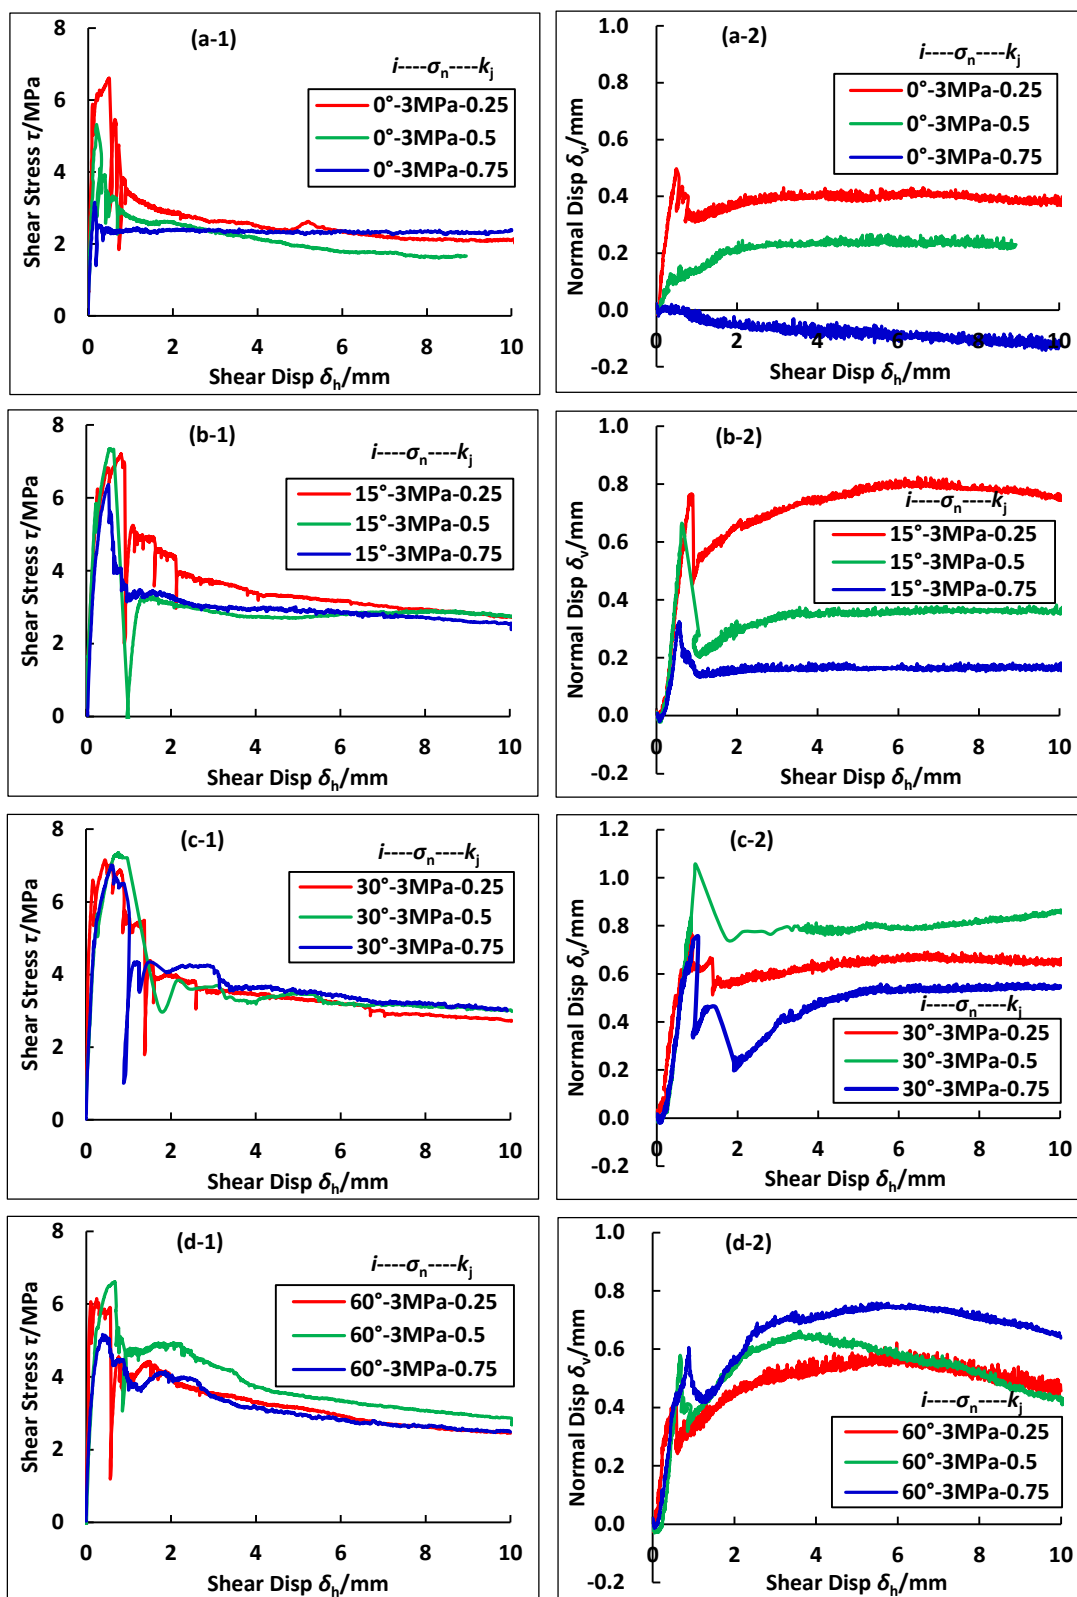 (a-1)
i----σn----kj
0°-3MPa-0.25
0°-3MPa-0.5
0°-3MPa-0.75
Shear Stress τ/MPa
8
6
4
2
0
0 2 4 6 8 10
Shear Disp δh/mm
(a-2)
i----σn----kj
0°-3MPa-0.25
0°-3MPa-0.5
0°-3MPa-0.75
Normal Disp δv/mm
1.0
0.8
0.6
0.4
0.2
0.0
-0.2
0 2 4 6 8 10
Shear Disp δh/mm
(b-1)
i----σn----kj
15°-3MPa-0.25
15°-3MPa-0.5
15°-3MPa-0.75
Shear Stress τ/MPa
8
6
4
2
0
0 2 4 6 8 10
Shear Disp δh/mm
(b-2)
i----σn----kj
15°-3MPa-0.25
15°-3MPa-0.5
15°-3MPa-0.75
Normal Disp δv/mm
1.0
0.8
0.6
0.4
0.2
0.0
-0.2
0 2 4 6 8 10
Shear Disp δh/mm
(c-1)
i----σn----kj
30°-3MPa-0.25
30°-3MPa-0.5
30°-3MPa-0.75
Shear Stress τ/MPa
8
6
4
2
0
0 2 4 6 8 10
Shear Disp δh/mm
(c-2)
i----σn----kj
30°-3MPa-0.25
30°-3MPa-0.5
30°-3MPa-0.75
Normal Disp δv/mm
1.2
1.0
0.8
0.6
0.4
0.2
0.0
-0.2
0 2 4 6 8 10
Shear Disp δh/mm
(d-1)
i----σn----kj
60°-3MPa-0.25
60°-3MPa-0.5
60°-3MPa-0.75
Shear Stress τ/MPa
8
6
4
2
0
0 2 4 6 8 10
Shear Disp δh/mm
(d-2)
i----σn----kj
60°-3MPa-0.25
60°-3MPa-0.5
60°-3MPa-0.75
Normal Disp δv/mm
1.0
0.8
0.6
0.4
0.2
0.0
-0.2
0 2 4 6 8 10
Shear Disp δh/mm